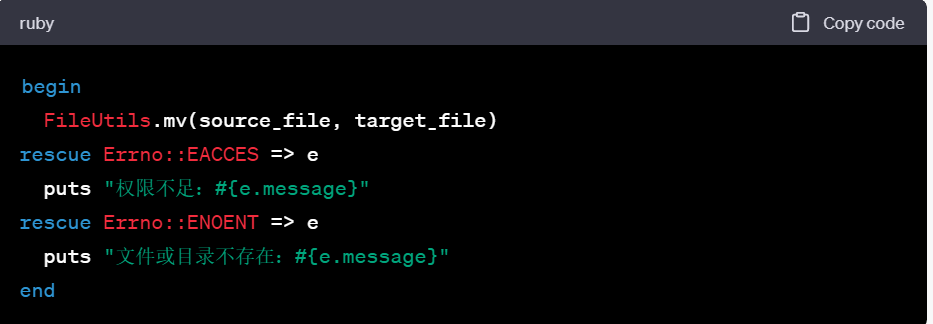 ruby
Copy code
begin
  FileUtils.mv(source_file, target_file)
rescue Errno::EACCES => e
  puts "权限不足：#{e.message}"
rescue Errno::ENOENT => e
  puts "文件或目录不存在：#{e.message}"
end